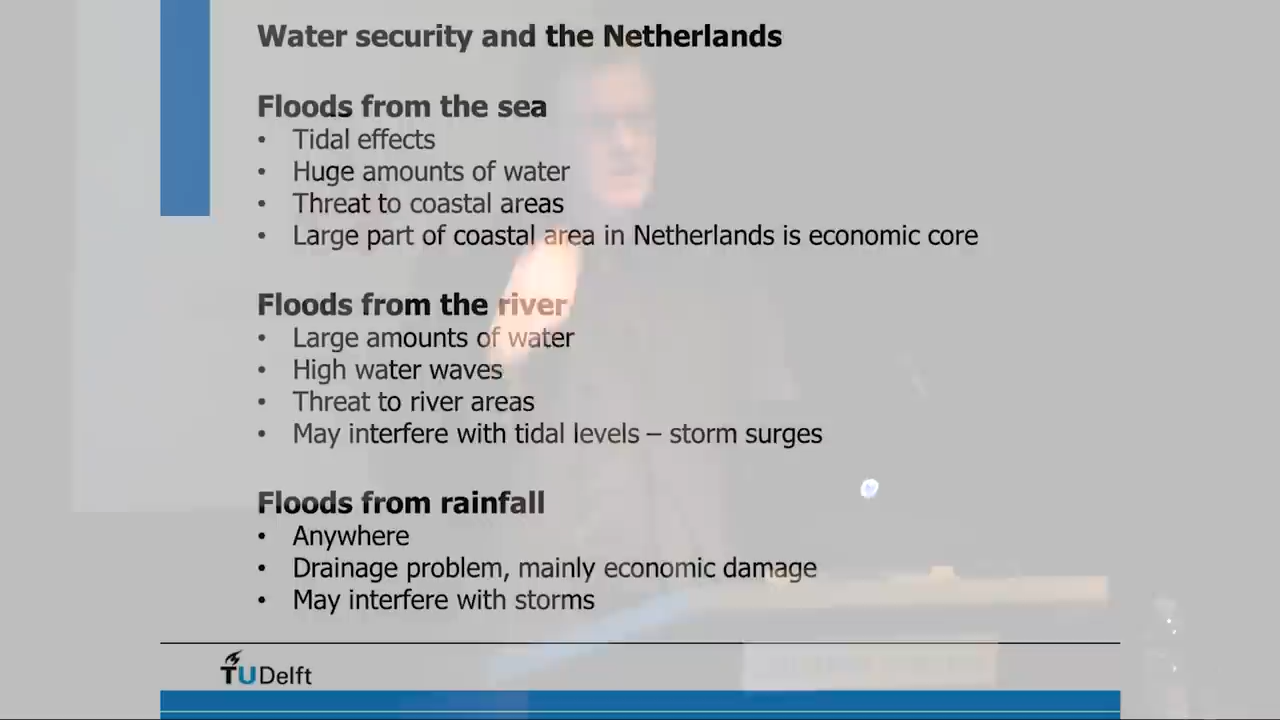 Water security and the Netherlands
Floods from the sea
• Tidal effects
• Huge amounts of water
• Threat to coastal areas
• Large part of coastal area in Netherlands is economic core
Floods from the river
• Large amounts of water
• High water waves
• Threat to river areas
• May interfere with tidal levels – storm surges
Floods from rainfall
• Anywhere
• Drainage problem, mainly economic damage
• May interfere with storms
TU Delft